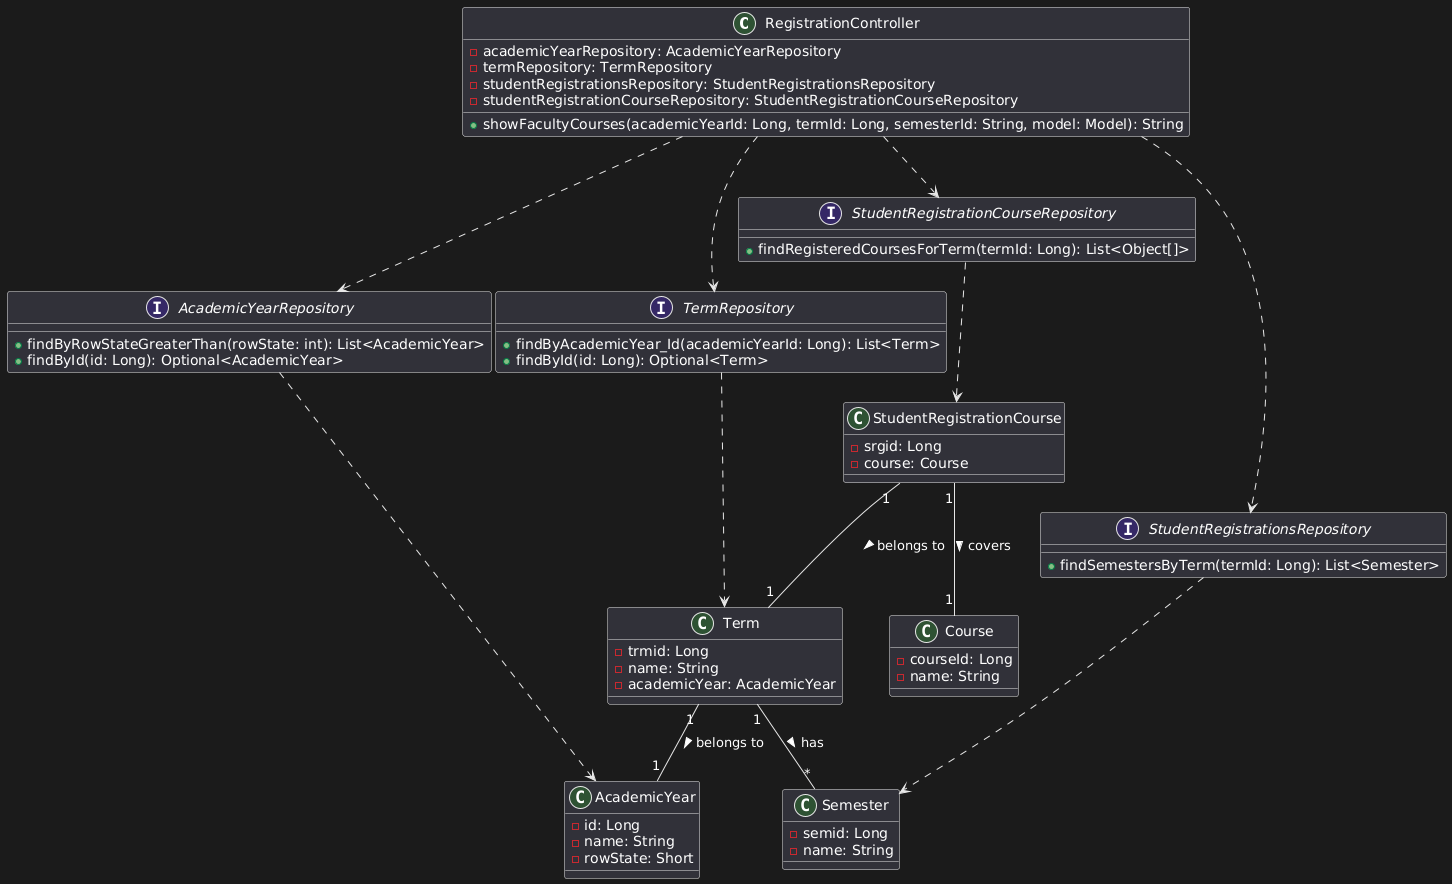 C RegistrationController
academicYearRepository: AcademicYearRepository
termRepository: TermRepository
studentRegistrationsRepository: StudentRegistrationsRepository
studentRegistrationCourseRepository: StudentRegistrationCourseRepository
showFacultyCourses(academicYearId: Long, termId: Long, semesterId: String, model: Model): String
I StudentRegistrationCourseRepository
findRegisteredCoursesForTerm(termId: Long): List<Object[]>
I AcademicYearRepository
findByRowStateGreaterThan(rowState: int): List<AcademicYear>
findById(id: Long): Optional<AcademicYear>
I TermRepository
findByAcademicYear_Id(academicYearId: Long): List<Term>
findById(id: Long): Optional<Term>
C StudentRegistrationCourse
srgid: Long
course: Course
1
1
belongs to
covers
1
1
I StudentRegistrationsRepository
findSemestersByTerm(termId: Long): List<Semester>
C Term
trmid: Long
name: String
academicYear: AcademicYear
C Course
courseId: Long
name: String
1
1
belongs to
has
1
*
C AcademicYear
id: Long
name: String
rowState: Short
C Semester
semid: Long
name: String